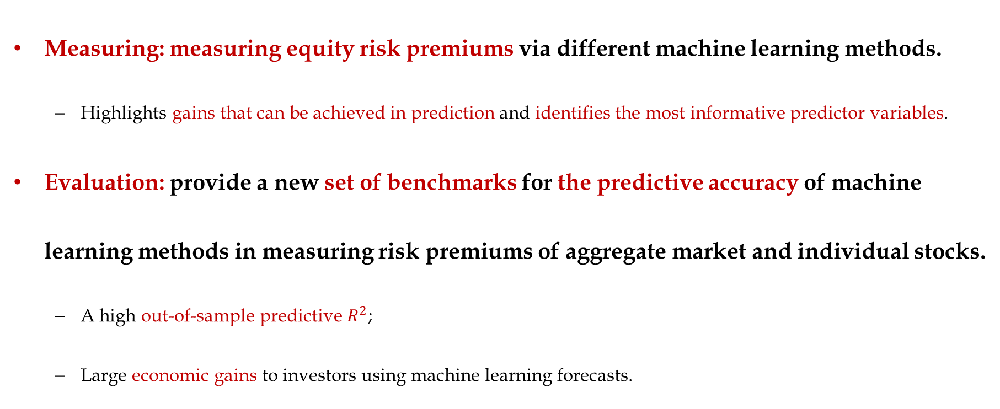 • Measuring: measuring equity risk premiums via different machine learning methods.
– Highlights gains that can be achieved in prediction and identifies the most informative predictor variables.
• Evaluation: provide a new set of benchmarks for the predictive accuracy of machine
learning methods in measuring risk premiums of aggregate market and individual stocks.
– A high out-of-sample predictive R²;
– Large economic gains to investors using machine learning forecasts.